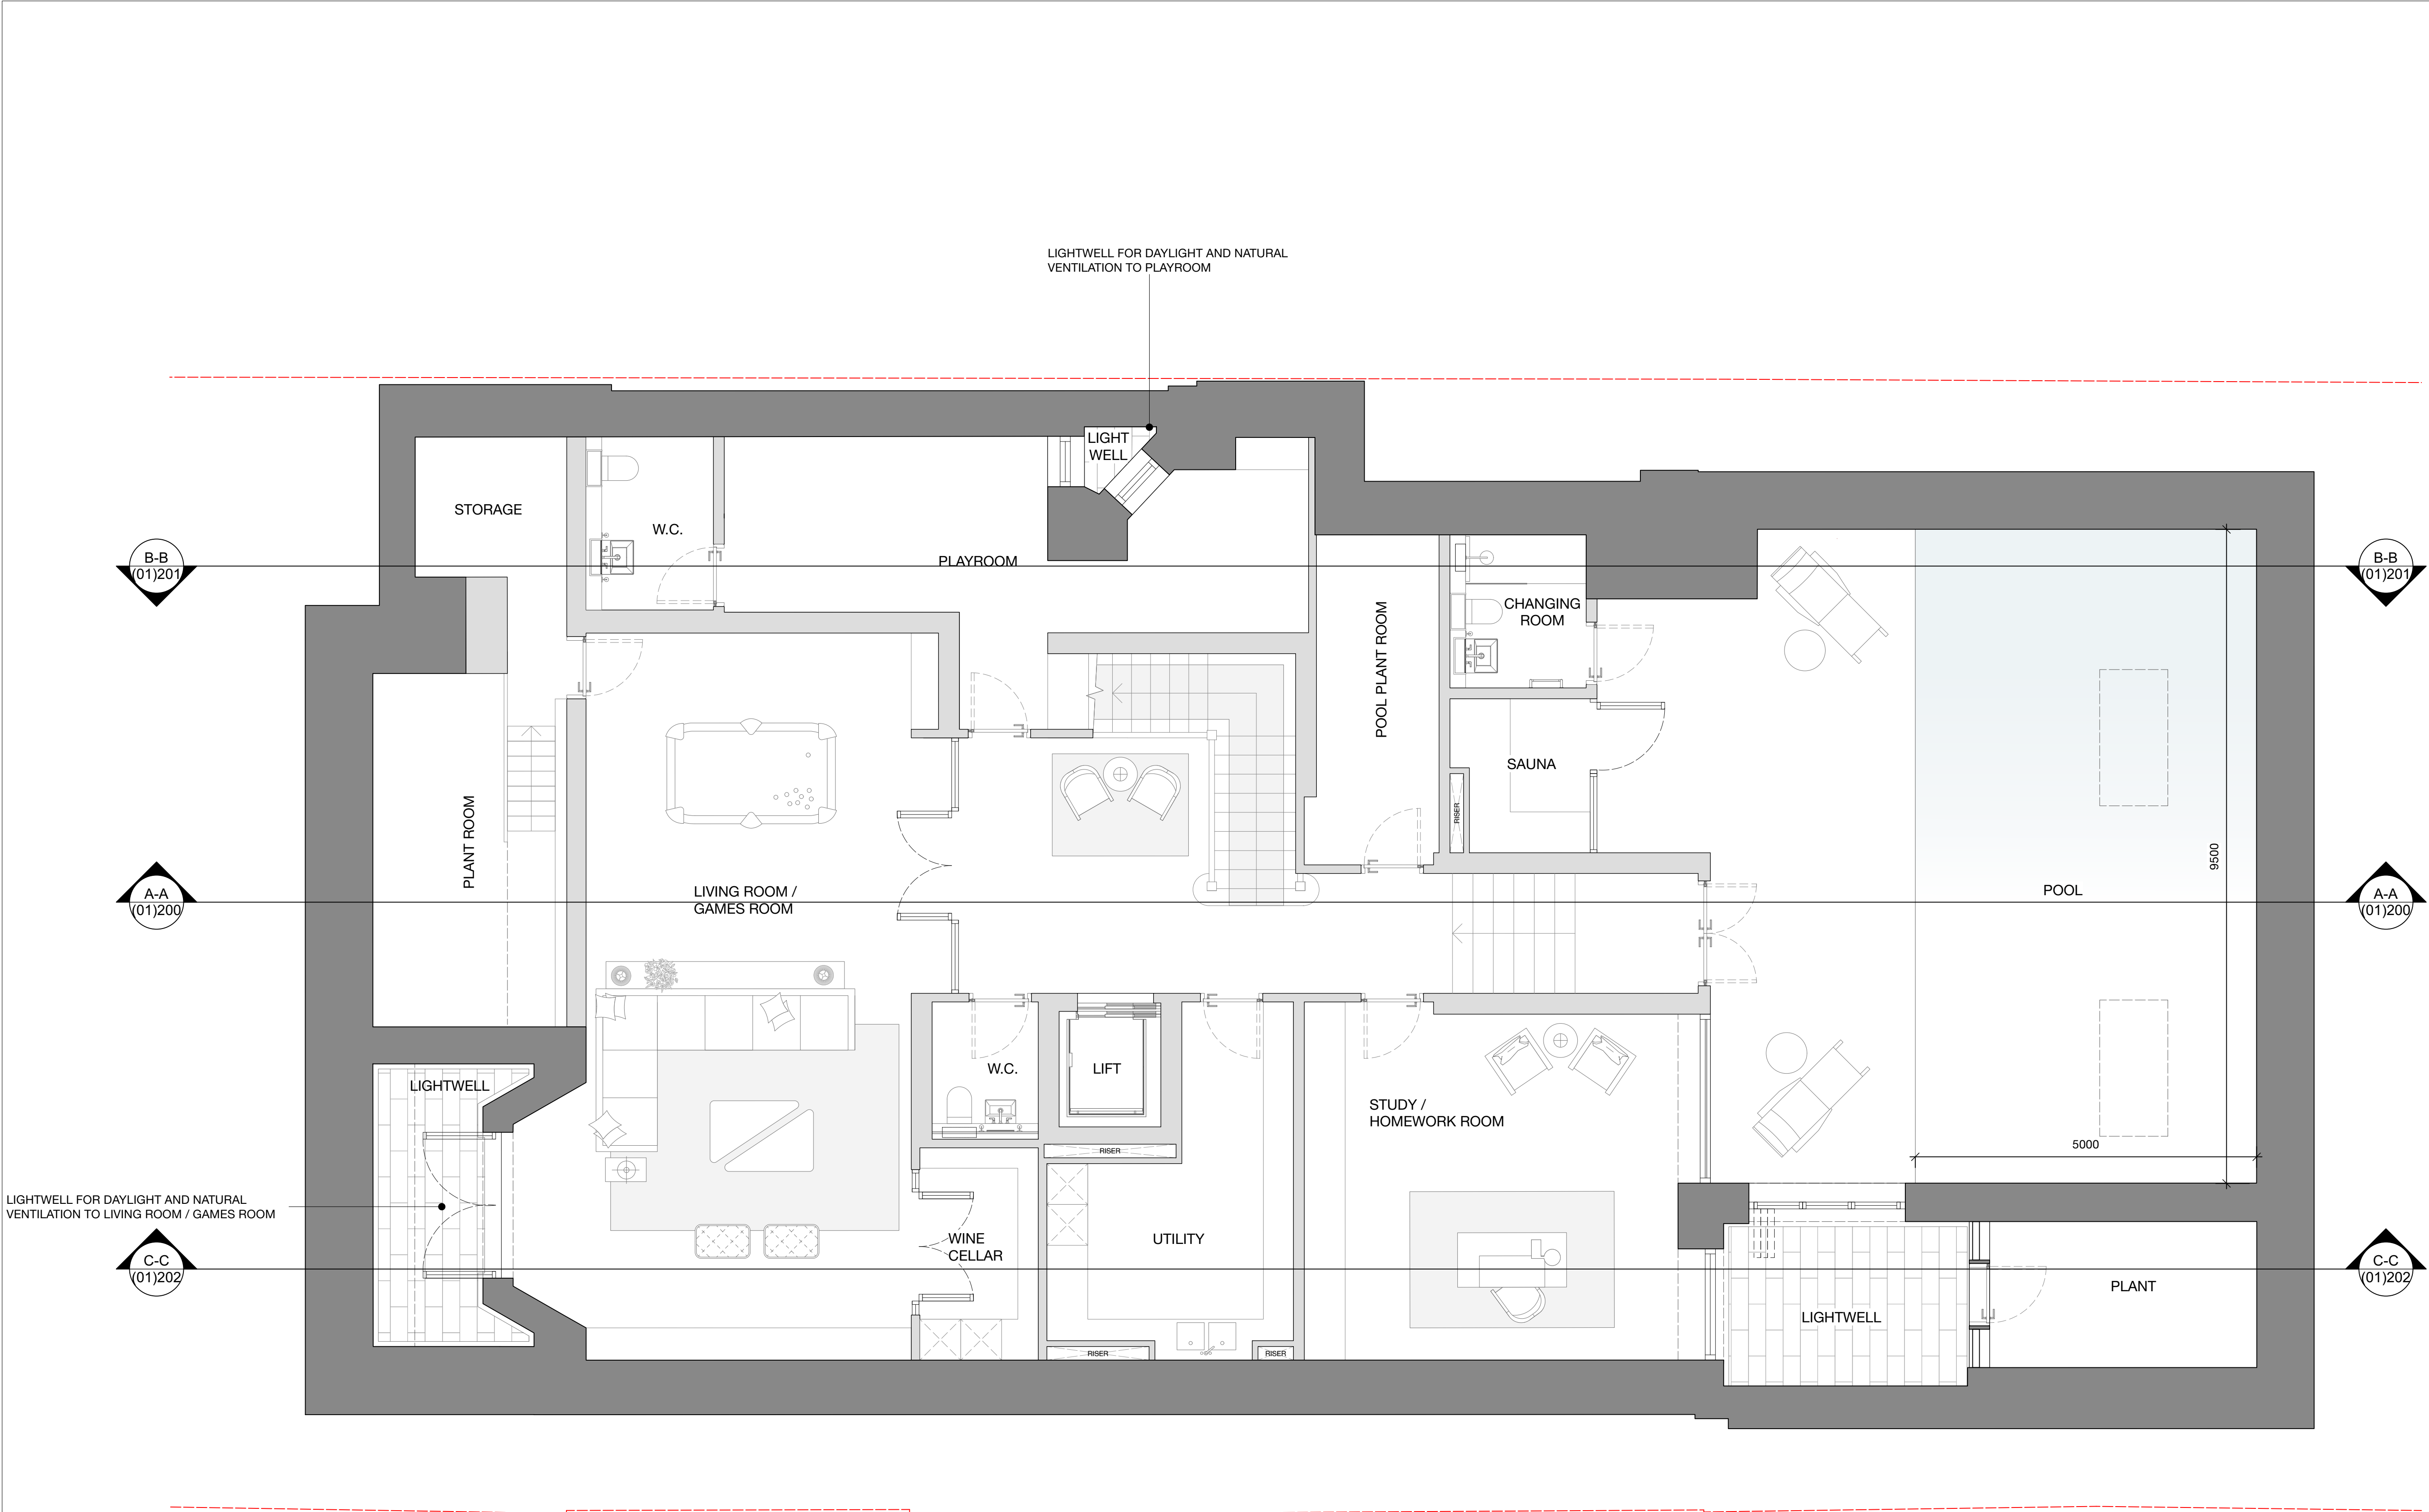 LIGHTWELL FOR DAYLIGHT AND NATURAL
VENTILATION TO PLAYROOM
LIGHT
WELL
STORAGE
W.C.
PLAYROOM
B-B
(01)201
B-B
(01)201
CHANGING
ROOM
POOL PLANT ROOM
SAUNA
RISER
PLANT ROOM
LIVING ROOM /
GAMES ROOM
9500
POOL
A-A
(01)200
A-A
(01)200
LIGHTWELL
W.C.
LIFT
STUDY /
HOMEWORK ROOM
5000
RISER
LIGHTWELL FOR DAYLIGHT AND NATURAL
VENTILATION TO LIVING ROOM / GAMES ROOM
WINE
CELLAR
UTILITY
C-C
(01)202
C-C
(01)202
PLANT
LIGHTWELL
RISER
RISER